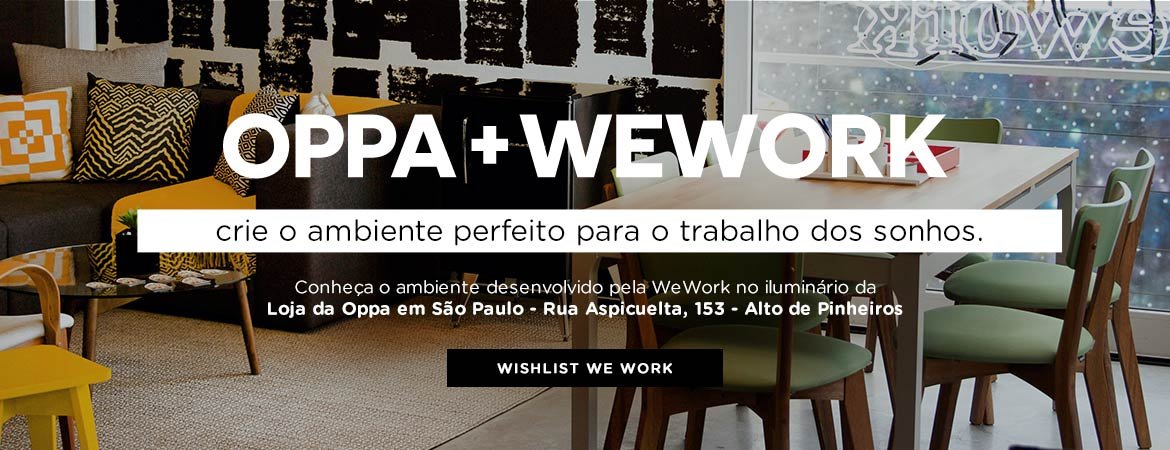 OPPA + WEWORK
crie o ambiente perfeito para o trabalho dos sonhos.
Conheça o ambiente desenvolvido pela WeWork no iluminário da
Loja da Oppa em São Paulo - Rua Aspicuelta, 153 - Alto de Pinheiros
WISHLIST WE WORK